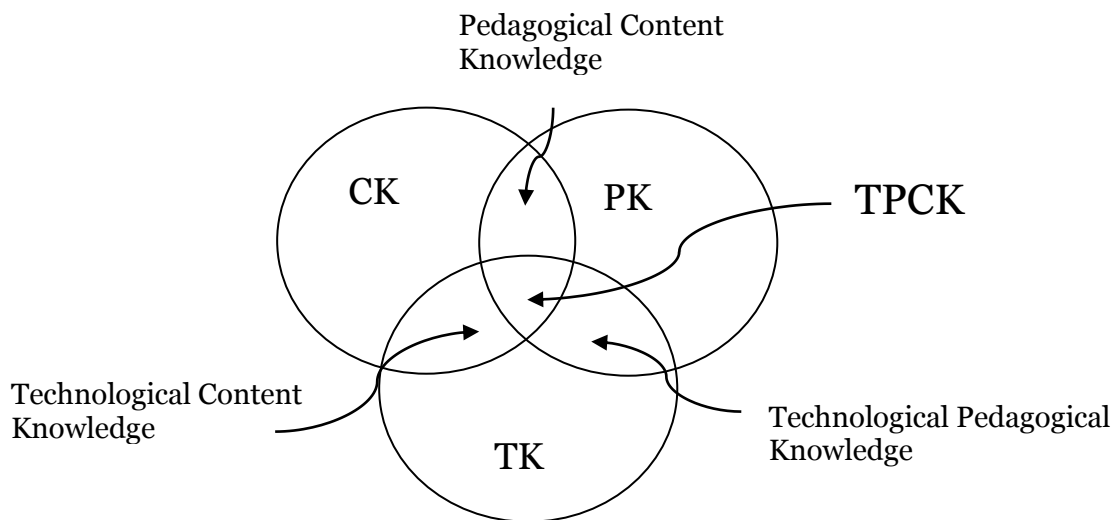 Pedagogical Content
Knowledge
CK
PK
TPCK
Technological Content
Knowledge
Technological Pedagogical
Knowledge
TK